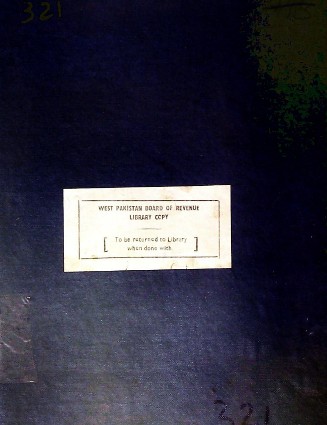 321
WEST PAKISTAN BOARD OF REVENUE
LIBRARY COPY
[ To be returned to Library
when done with. ]
321